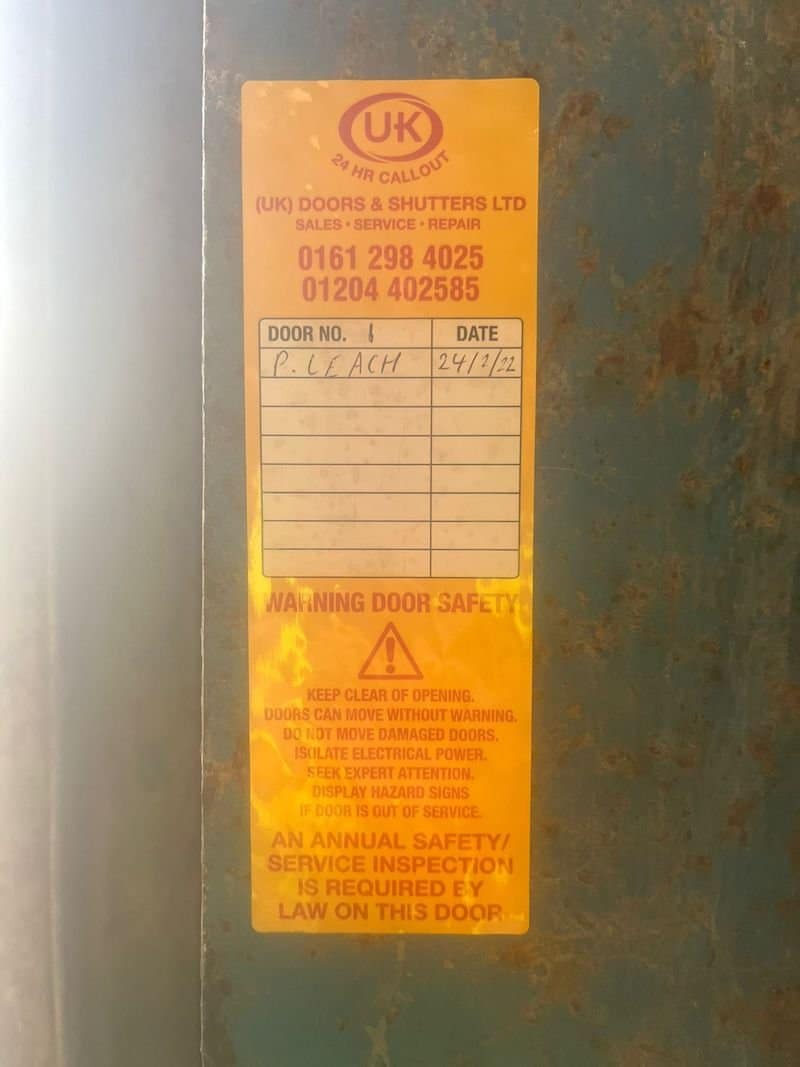 UK
24 HR CALLOUT
(UK) DOORS & SHUTTERS LTD
SALES • SERVICE • REPAIR
0161 298 4025
01204 402585
DOOR NO. 1 DATE
P. LEACH 24/2/22
WARNING DOOR SAFETY
KEEP CLEAR OF OPENING.
DOORS CAN MOVE WITHOUT WARNING.
DO NOT MOVE DAMAGED DOORS.
ISOLATE ELECTRICAL POWER.
SEEK EXPERT ATTENTION.
DISPLAY HAZARD SIGNS
IF DOOR IS OUT OF SERVICE.
AN ANNUAL SAFETY/
SERVICE INSPECTION
IS REQUIRED BY
LAW ON THIS DOOR